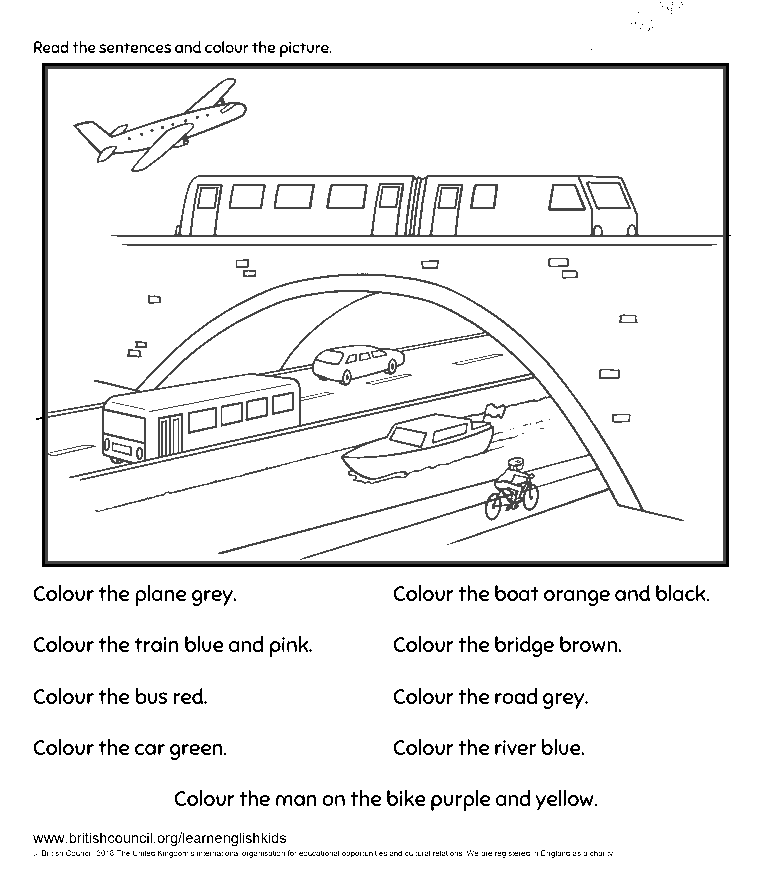 Read the sentences and colour the picture.
Colour the plane grey.
Colour the boat orange and black.
Colour the train blue and pink.
Colour the bridge brown.
Colour the bus red.
Colour the road grey.
Colour the car green.
Colour the river blue.
Colour the man on the bike purple and yellow.
www.britishcouncil.org/learnenglishkids
British Council, 2018 The United Kingdom's international organisation for educational opportunities and cultural relations. We are registered in England as a charity.